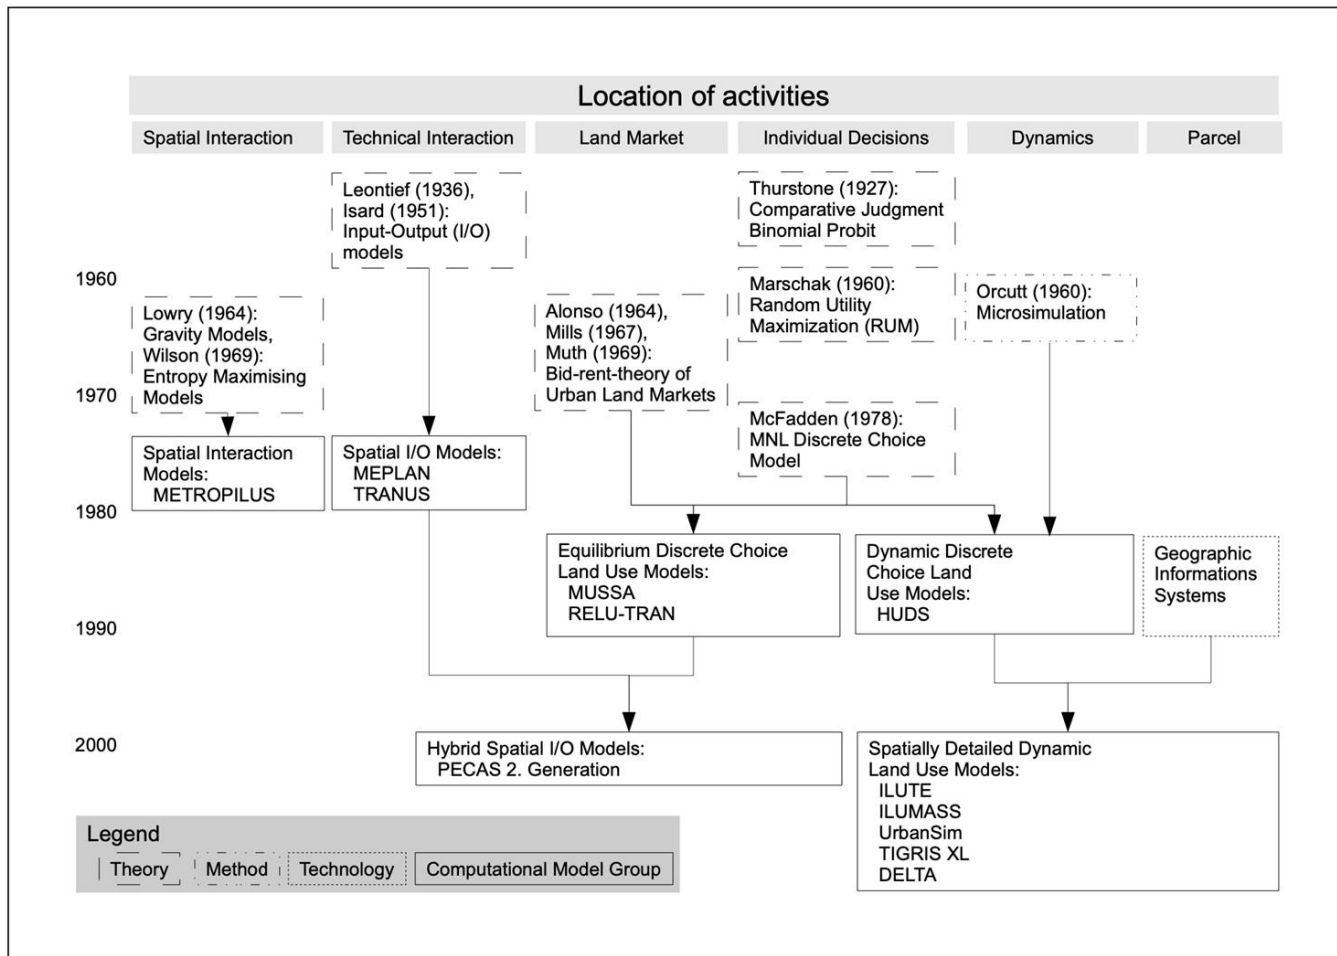 Location of activities
Spatial Interaction
Technical Interaction
Land Market
Individual Decisions
Dynamics
Parcel
Leontief (1936),
Isard (1951):
Input-Output (I/O)
models
Thurstone (1927):
Comparative Judgment
Binomial Probit
1960
Lowry (1964):
Gravity Models,
Wilson (1969):
Entropy Maximising
Models
Alonso (1964),
Mills (1967),
Muth (1969):
Bid-rent-theory of
Urban Land Markets
Marschak (1960):
Random Utility
Maximization (RUM)
Orcutt (1960):
Microsimulation
1970
McFadden (1978):
MNL Discrete Choice
Model
Spatial Interaction
Models:
METROPILUS
Spatial I/O Models:
MEPLAN
TRANUS
1980
Equilibrium Discrete Choice
Land Use Models:
MUSSA
RELU-TRAN
Dynamic Discrete
Choice Land
Use Models:
HUDS
Geographic
Informations
Systems
1990
2000
Hybrid Spatial I/O Models:
PECAS 2. Generation
Spatially Detailed Dynamic
Land Use Models:
ILUTE
ILUMASS
UrbanSim
TIGRIS XL
DELTA
Legend
Theory
Method
Technology
Computational Model Group